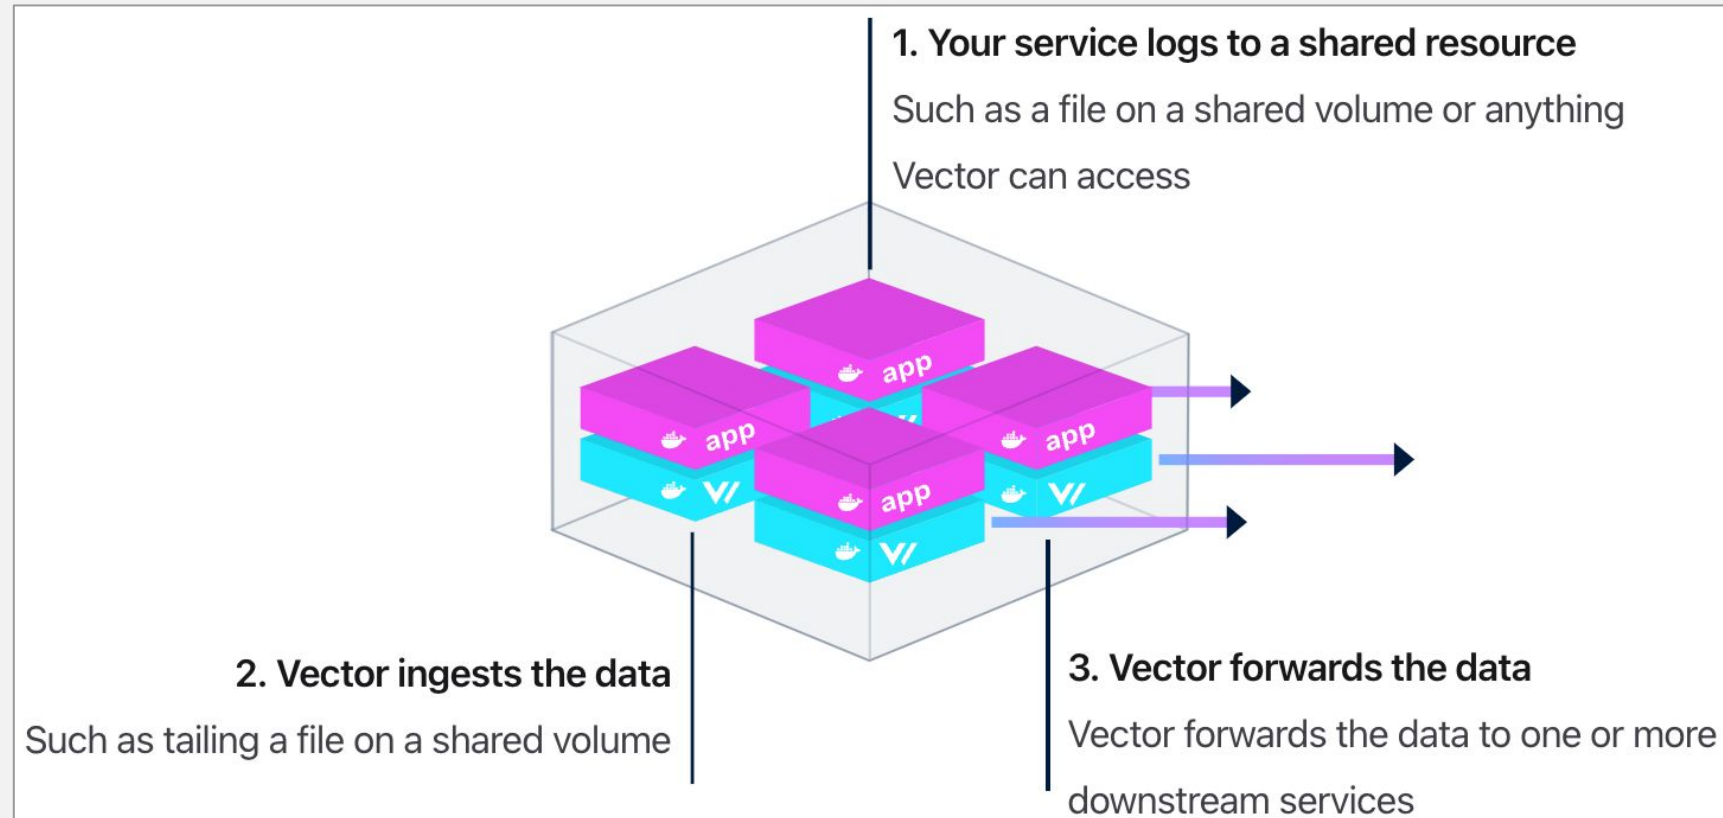 1. Your service logs to a shared resource
Such as a file on a shared volume or anything
Vector can access
app
app
app
app
2. Vector ingests the data
Such as tailing a file on a shared volume
3. Vector forwards the data
Vector forwards the data to one or more
downstream services